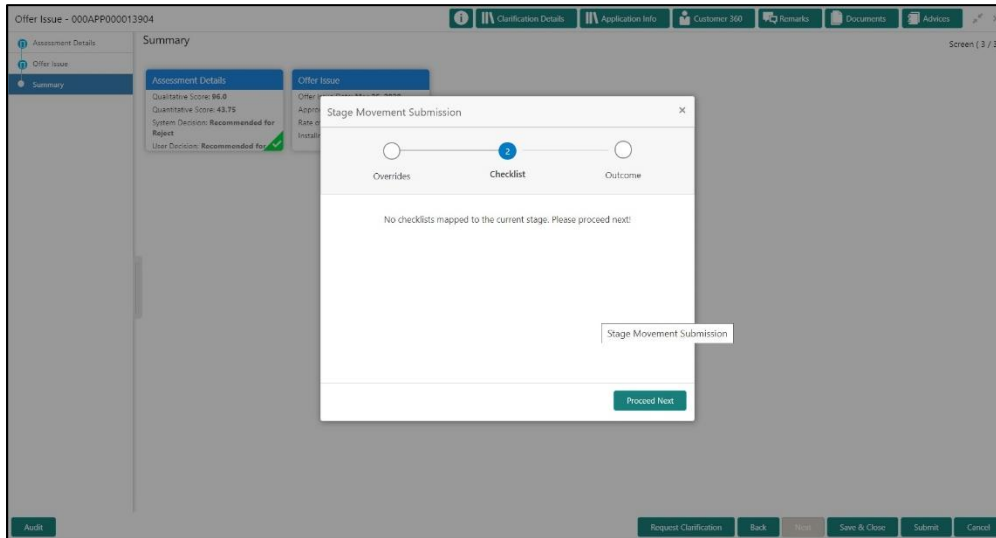 Offer Issue - 000APP000013904
Clarification Details
Application Info
Customer 360
Remarks
Documents
Advices
Assessment Details
Offer Issue
Summary
Summary
Screen ( 3 / 3
Assessment Details
Qualitative Score: 86.0
Quantitative Score: 43.75
System Decision: Recommended for
Reject
User Decision: Recommended for
Offer Issue
Offer
Appro
Rate o
Stage Movement Submission
×
2
Overrides
Checklist
Outcome
No checklists mapped to the current stage. Please proceed next!
Stage Movement Submission
Proceed Next
Audit
Request Clarification
Back
Next
Save & Close
Submit
Cancel